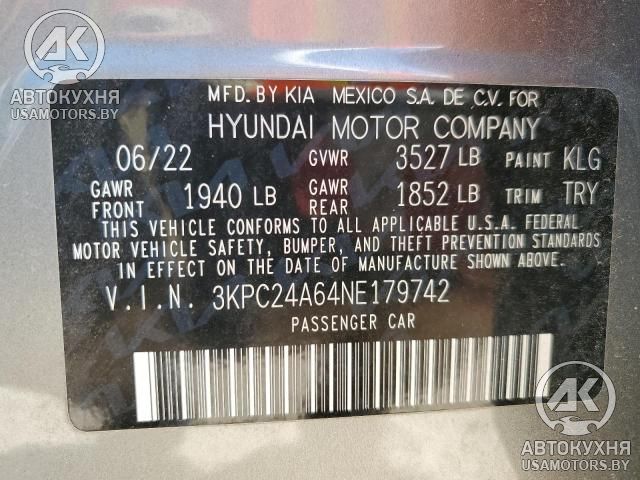 AK
АВТОКУХНЯ
USAMOTORS.BY
MFD. BY KIA MEXICO S.A. DE C.V. FOR
HYUNDAI MOTOR COMPANY
06/22 GVWR 3527 LB PAINT KLG
GAWR FRONT 1940 LB GAWR REAR 1852 LB TRIM TRY
THIS VEHICLE CONFORMS TO ALL APPLICABLE U.S.A. FEDERAL
MOTOR VEHICLE SAFETY, BUMPER, AND THEFT PREVENTION STANDARDS
IN EFFECT ON THE DATE OF MANUFACTURE SHOWN ABOVE.
V.I.N. 3KPC24A64NE179742
PASSENGER CAR
AK
АВТОКУХНЯ
USAMOTORS.BY